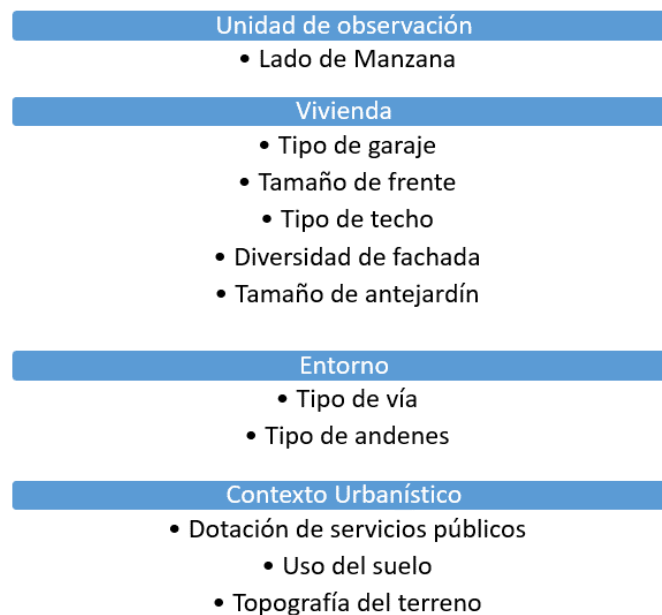 Unidad de observación
• Lado de Manzana
Vivienda
• Tipo de garaje
• Tamaño de frente
• Tipo de techo
• Diversidad de fachada
• Tamaño de antejardín
Entorno
• Tipo de vía
• Tipo de andenes
Contexto Urbanístico
• Dotación de servicios públicos
• Uso del suelo
• Topografía del terreno